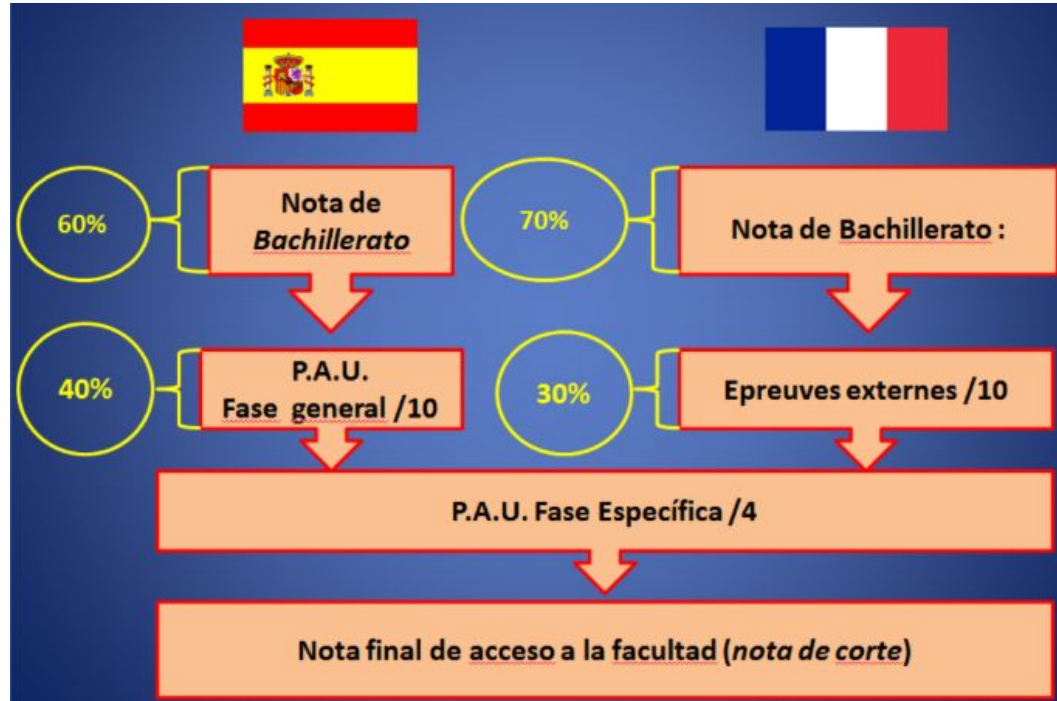 60%
Nota de
Bachillerato
70%
Nota de Bachillerato :
40%
P.A.U.
Fase general /10
30%
Epreuves externes /10
P.A.U. Fase Específica /4
Nota final de acceso a la facultad (nota de corte)